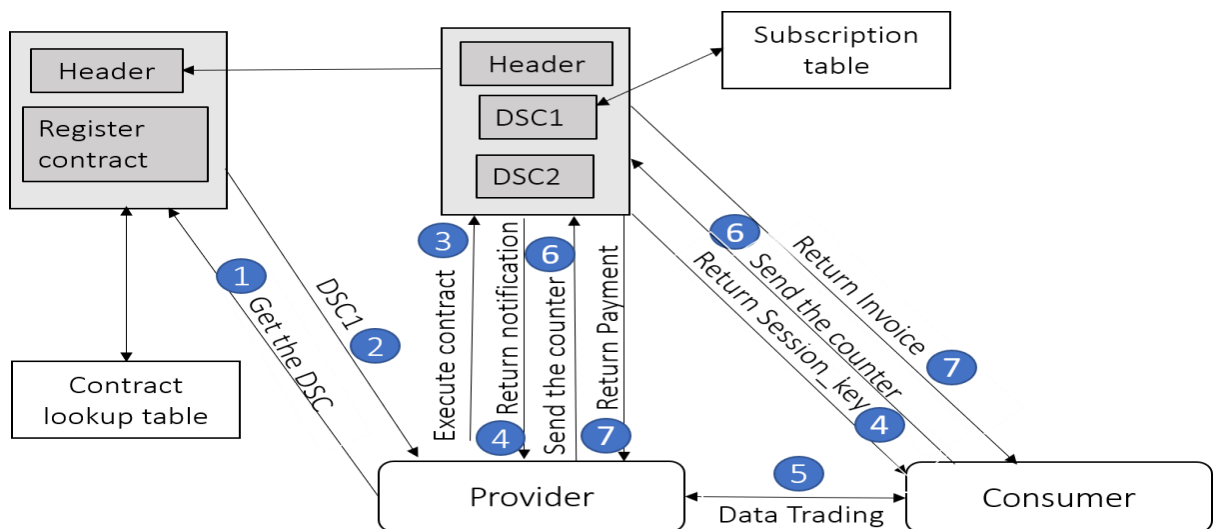 Header
Register
contract
Header
DSC1
DSC2
Subscription
table
Contract
lookup table
1
Get the DSC
DSC1
2
3
Execute contract
4
Return notification
6
Send the counter
7
Return Payment
6
Send the counter
Return Invoice
7
Return Session_key
4
Provider
5
Data Trading
Consumer